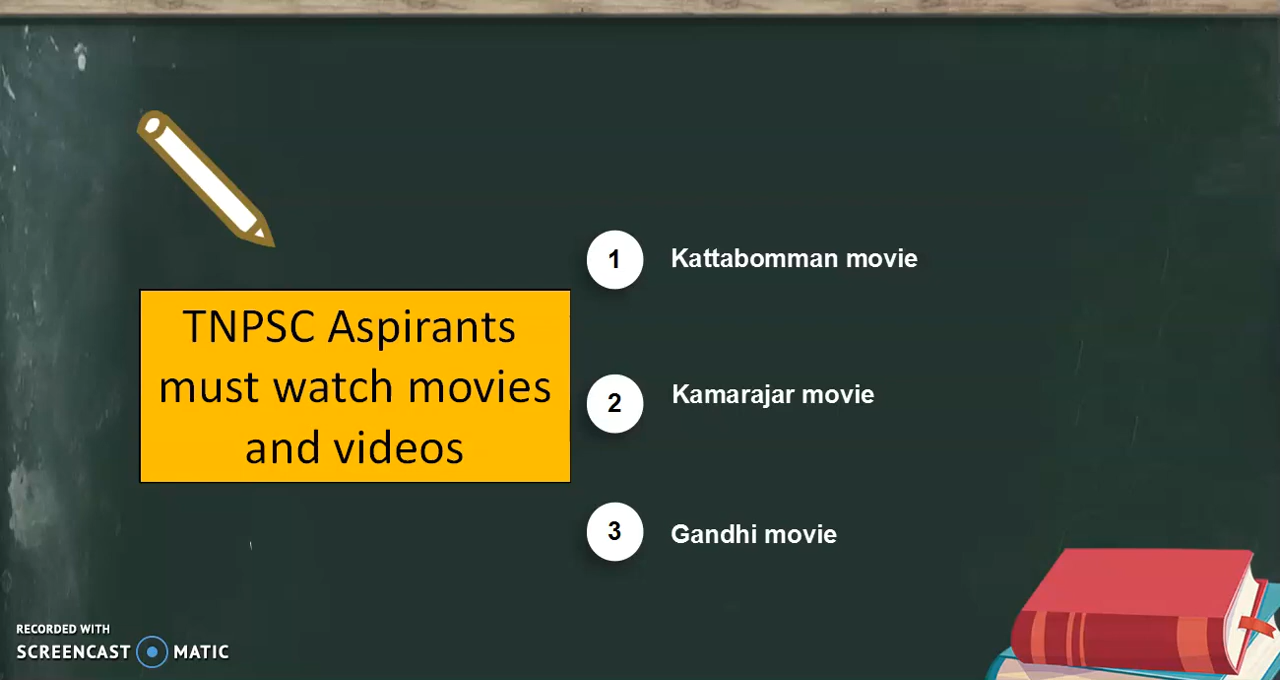 TNPSC Aspirants
must watch movies
and videos
1 Kattabomman movie
2 Kamarajar movie
3 Gandhi movie
RECORDED WITH
SCREENCAST MATIC